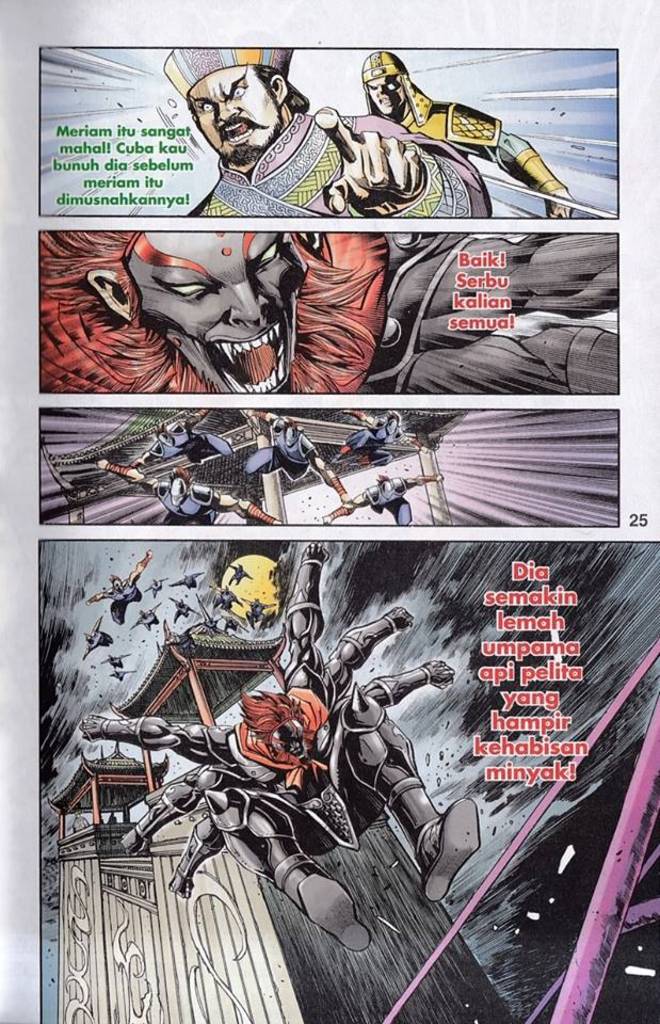 Meriam itu sangat
mahal! Cuba kau
bunuh dia sebelum
meriam itu
dimusnahkannya!
Baik!
Serbu
kalian
semua!
25
Dia
semakin
lemah
umpama
api pelita
yang
hampir
kehabisan
minyak!